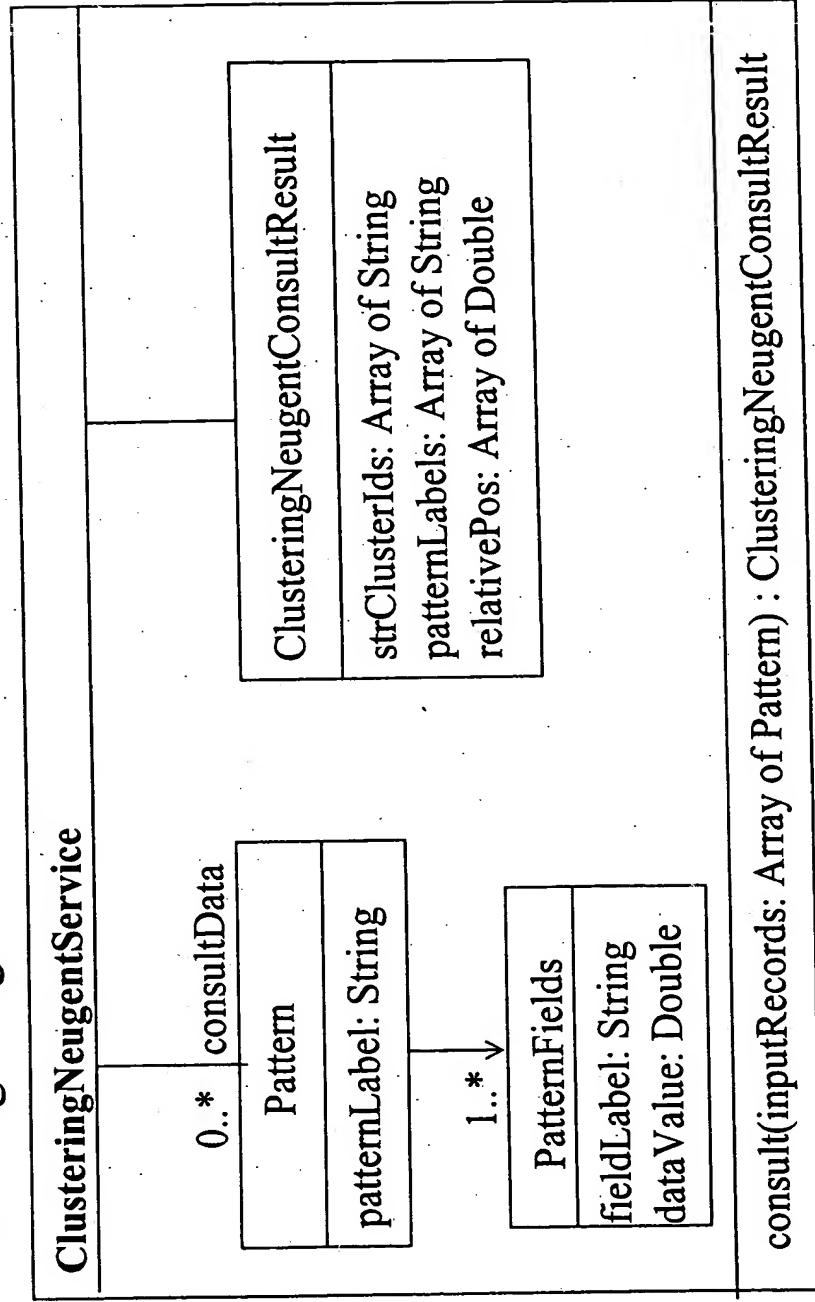 ClusteringNeugentService
0..* consultData
Pattern
patternLabel: String
1..*
PatternFields
fieldLabel: String
dataValue: Double
ClusteringNeugentConsultResult
strClusterIds: Array of String
patternLabels: Array of String
relativePos: Array of Double
consult(inputRecords: Array of Pattern) : ClusteringNeugentConsultResult